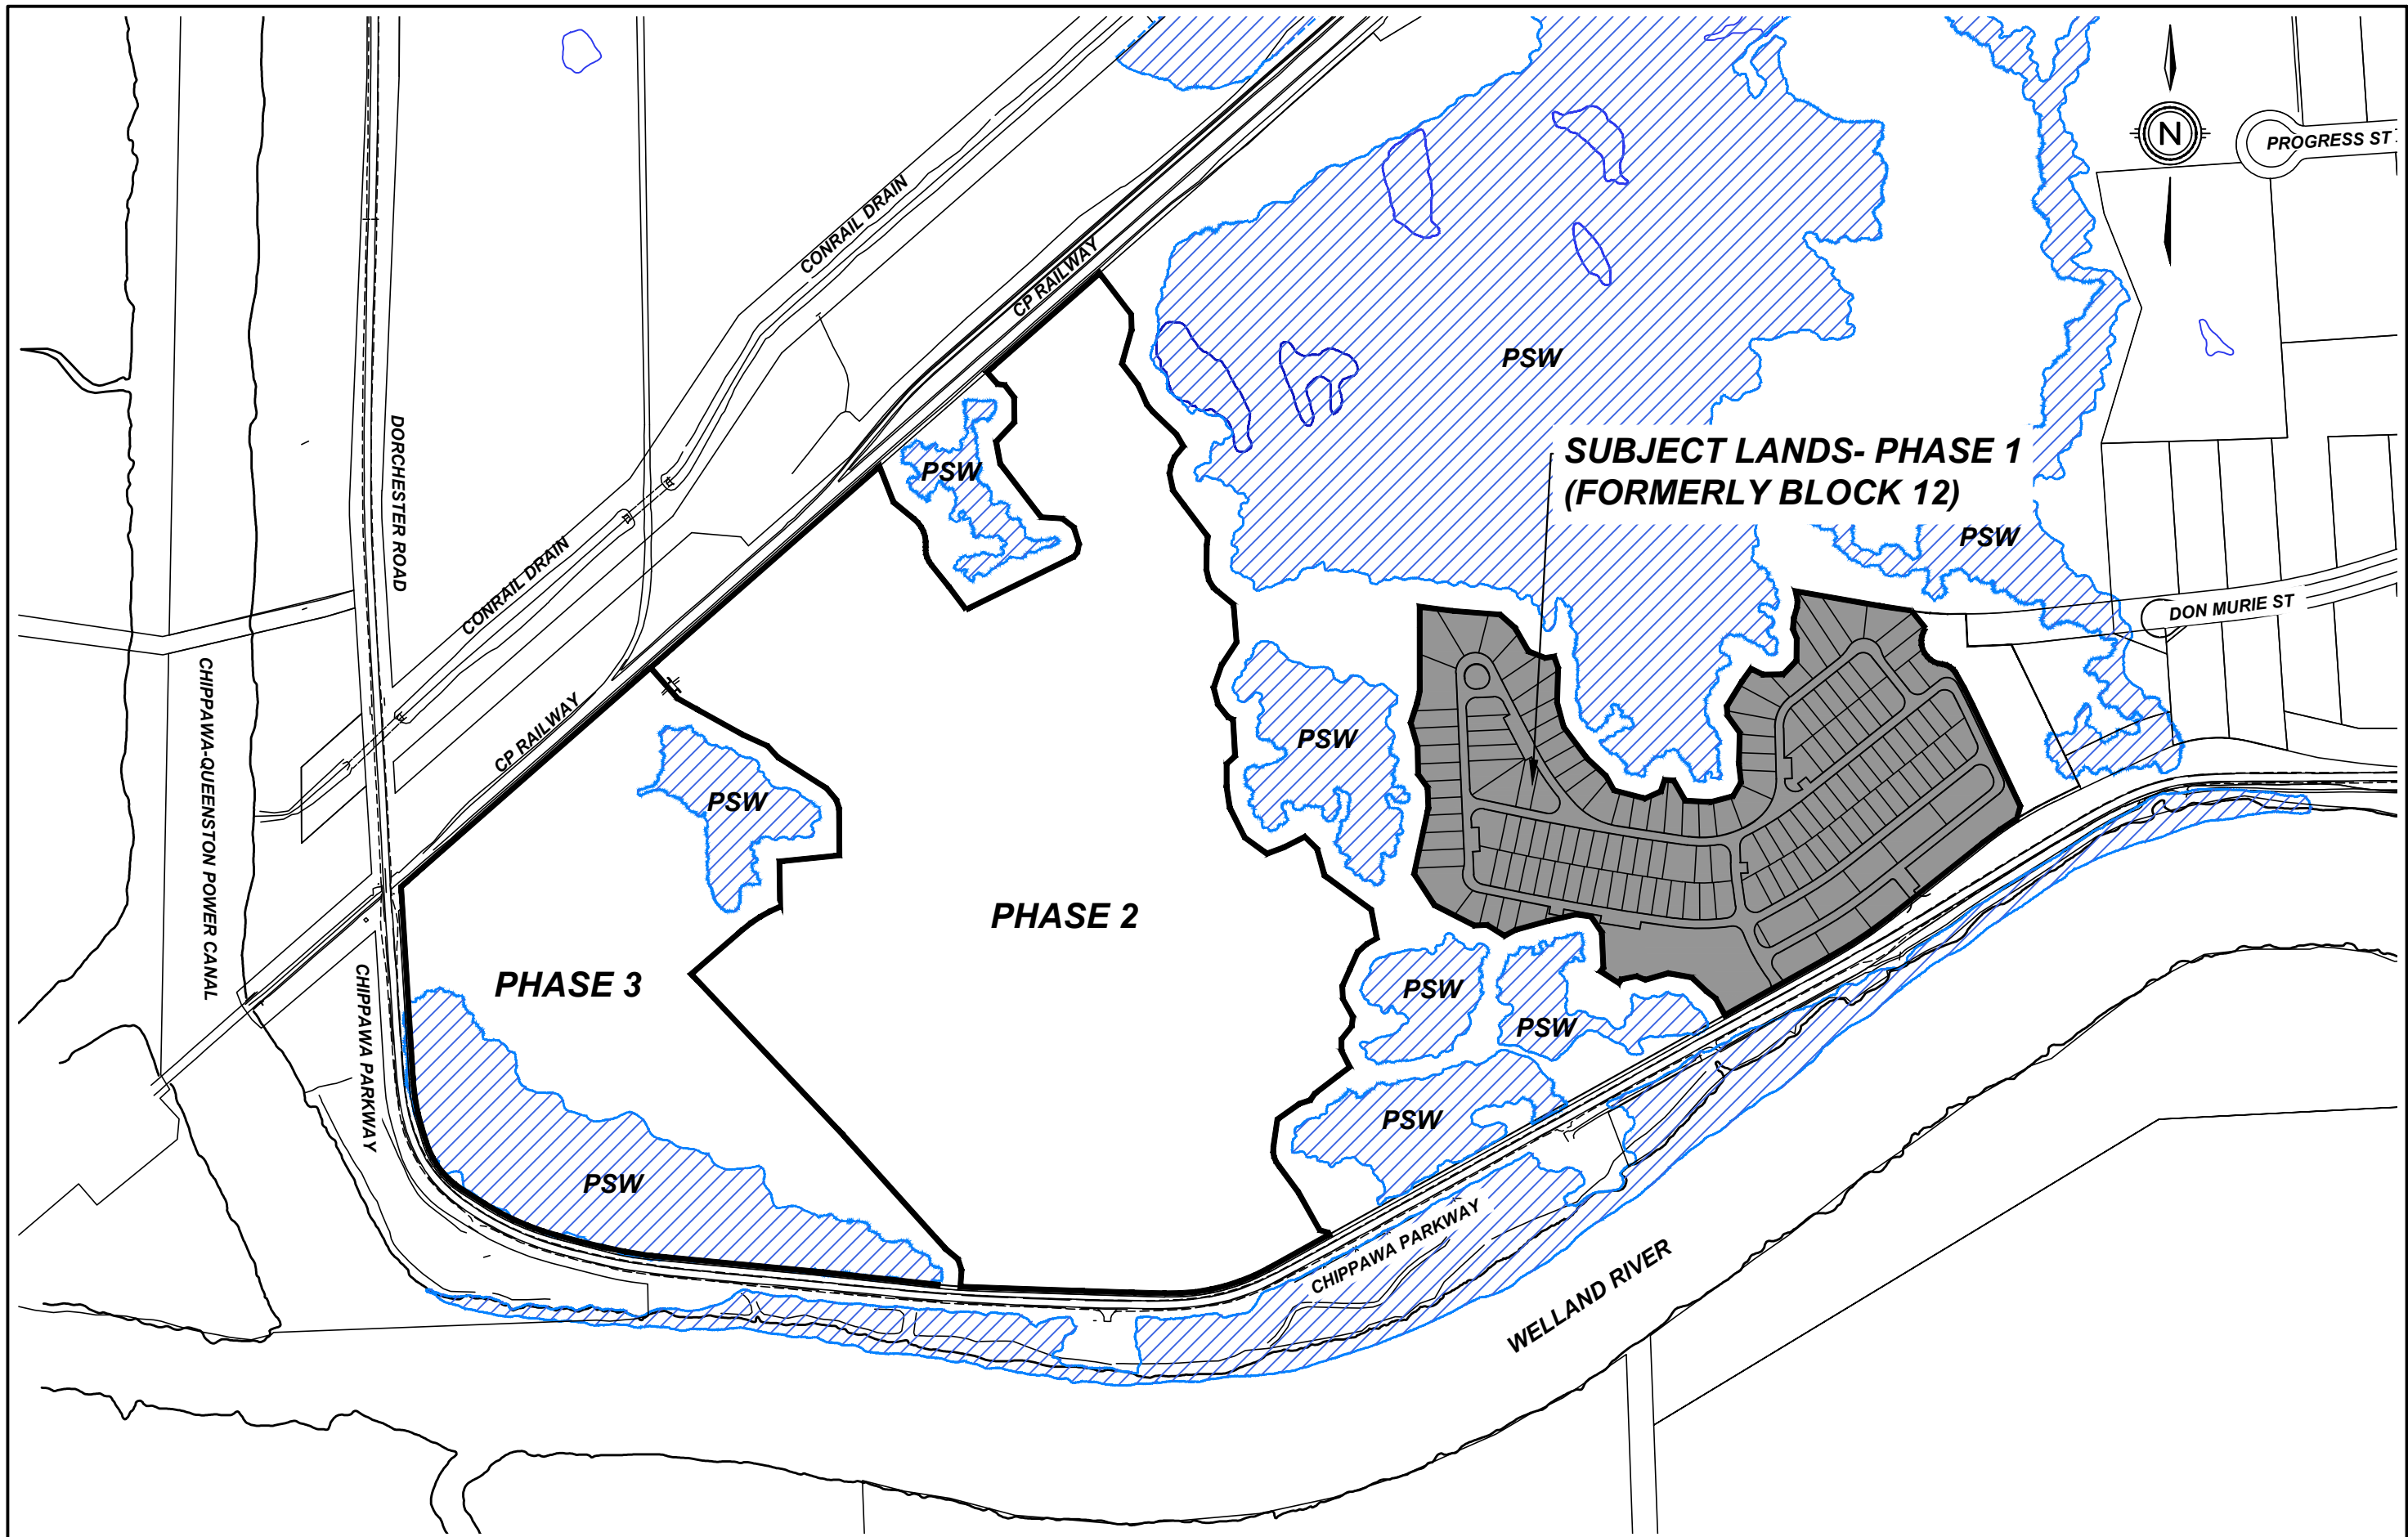 N
PROGRESS ST
CONRAIL DRAIN
CP RAILWAY
PSW
SUBJECT LANDS- PHASE 1
(FORMERLY BLOCK 12)
PSW
PSW
DORCHESTER ROAD
CONRAIL DRAIN
DON MURIE ST
CHIPPAWA-QUEENSTON POWER CANAL
CP RAILWAY
PSW
PSW
PHASE 2
PHASE 3
PSW
PSW
CHIPPAWA PARKWAY
PSW
PSW
CHIPPAWA PARKWAY
WELLAND RIVER